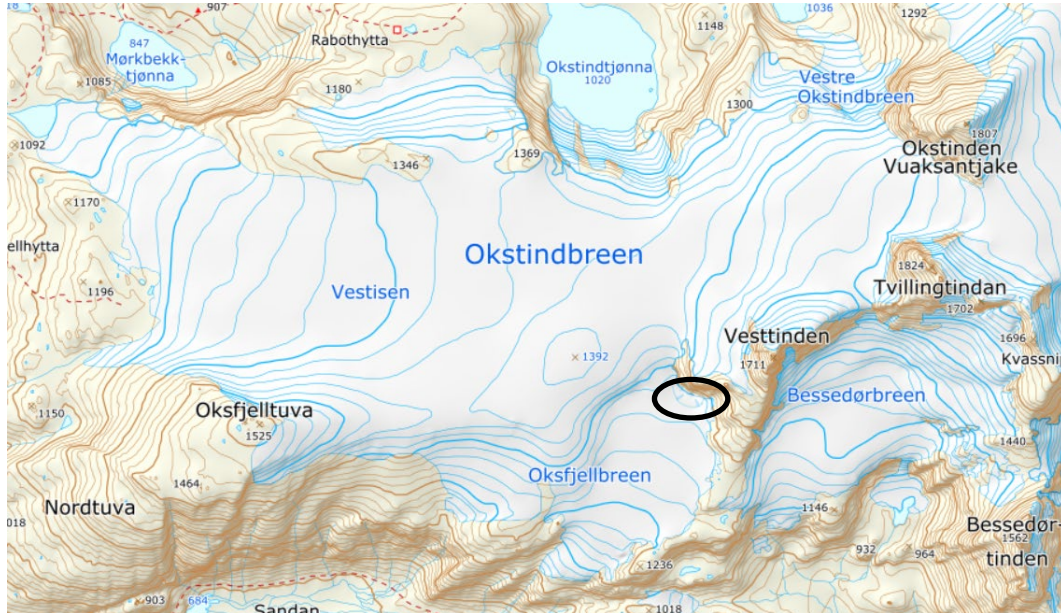 907
1036
1292
Rabothytta
1148
847
Mørkbekk-
tjønna
Okstindtjønna
1020
1085
1180
1300
Vestre
Okstindbreen
1807
Okstinden
Vuaksantjake
1092
1346
1369
1170
ellhytta
Okstindbreen
1824
Tvillingtindan
1196
Vestisen
1702
Vesttinden
1696
1392
1711
Kvassni
Bessedørbreen
1150
Oksfjelltuva
1525
1440
Oksfjellbreen
1464
Nordtuva
1146
018
Bessedør-
1562
tinden
932
964
1236
903
684
Sandan
1018